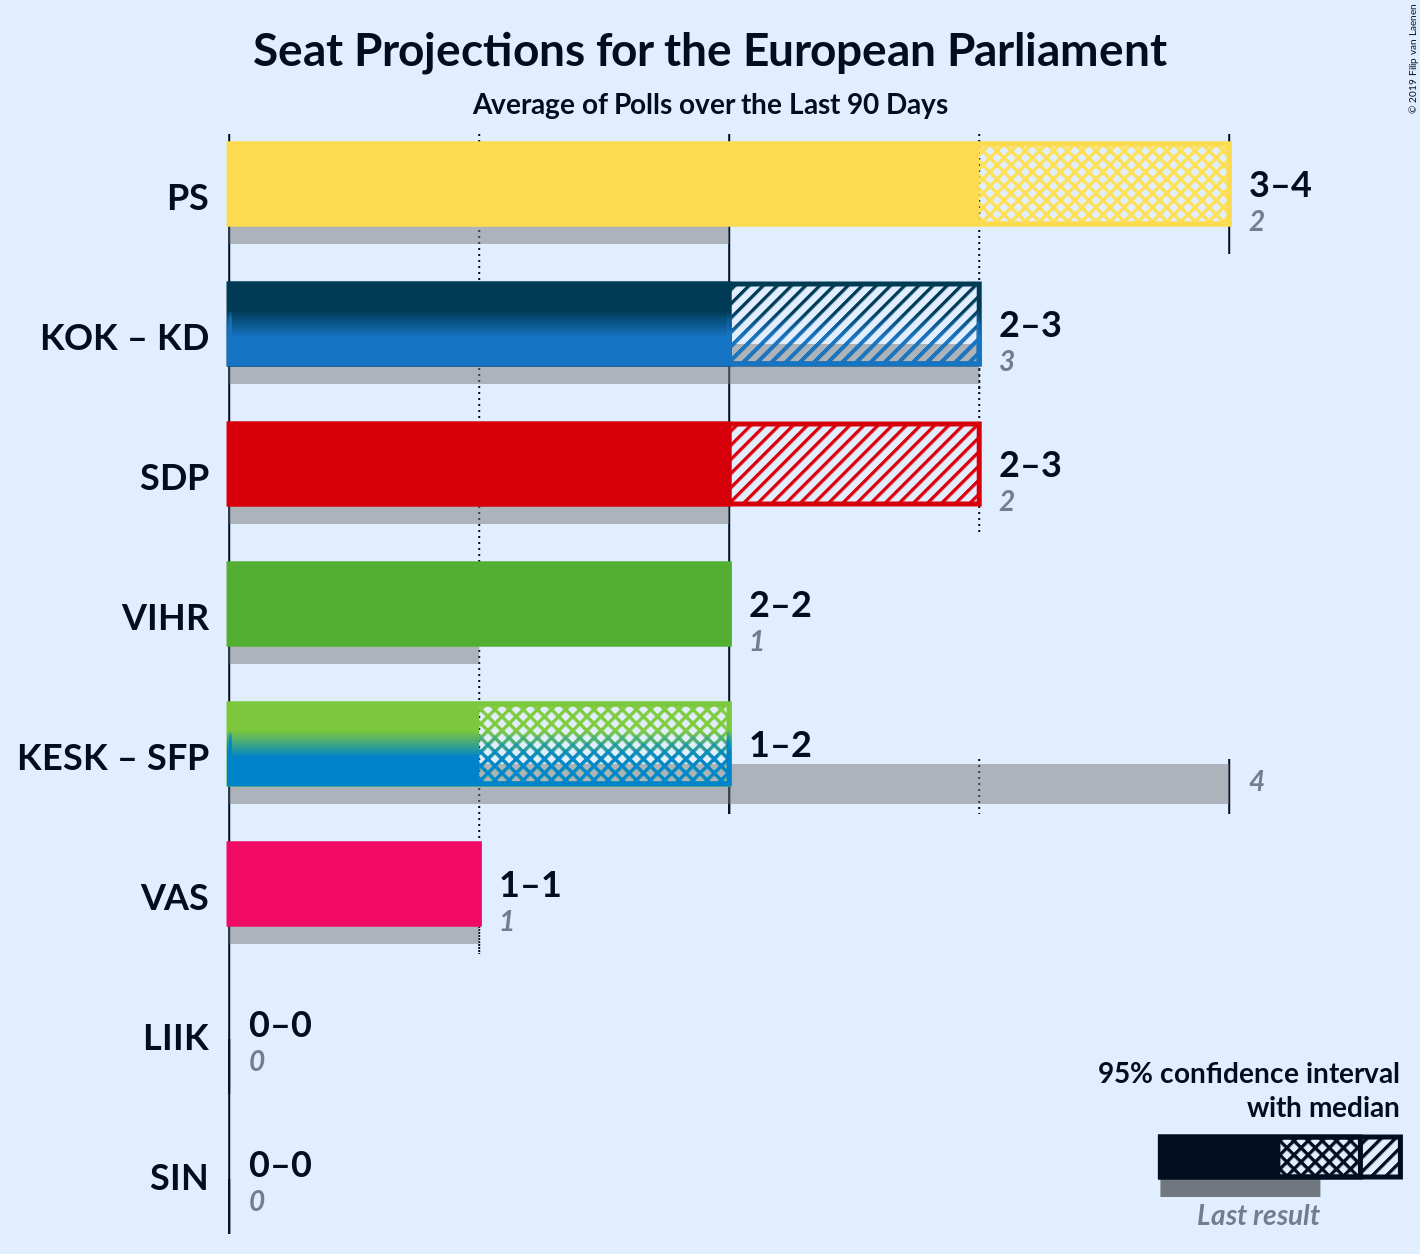 Seat Projections for the European Parliament
Average of Polls over the Last 90 Days
© 2019 Filip van Laenen
PS
3–4
2
KOK – KD
2–3
3
SDP
2–3
2
VIHR
2–2
1
KESK – SFP
1–2
4
VAS
1–1
1
LIIK
0–0
0
SIN
0–0
0
95% confidence interval
with median
Last result